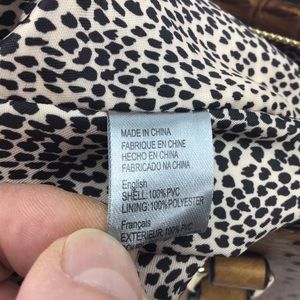 MADE IN CHINA
FABRIQUE EN CHINE
HECHO EN CHINA
FABRICADO NA CHINA
English
SHELL:100%PVC
LINING:100%POLYESTER
Français
EXTERIEUR:100% PVC